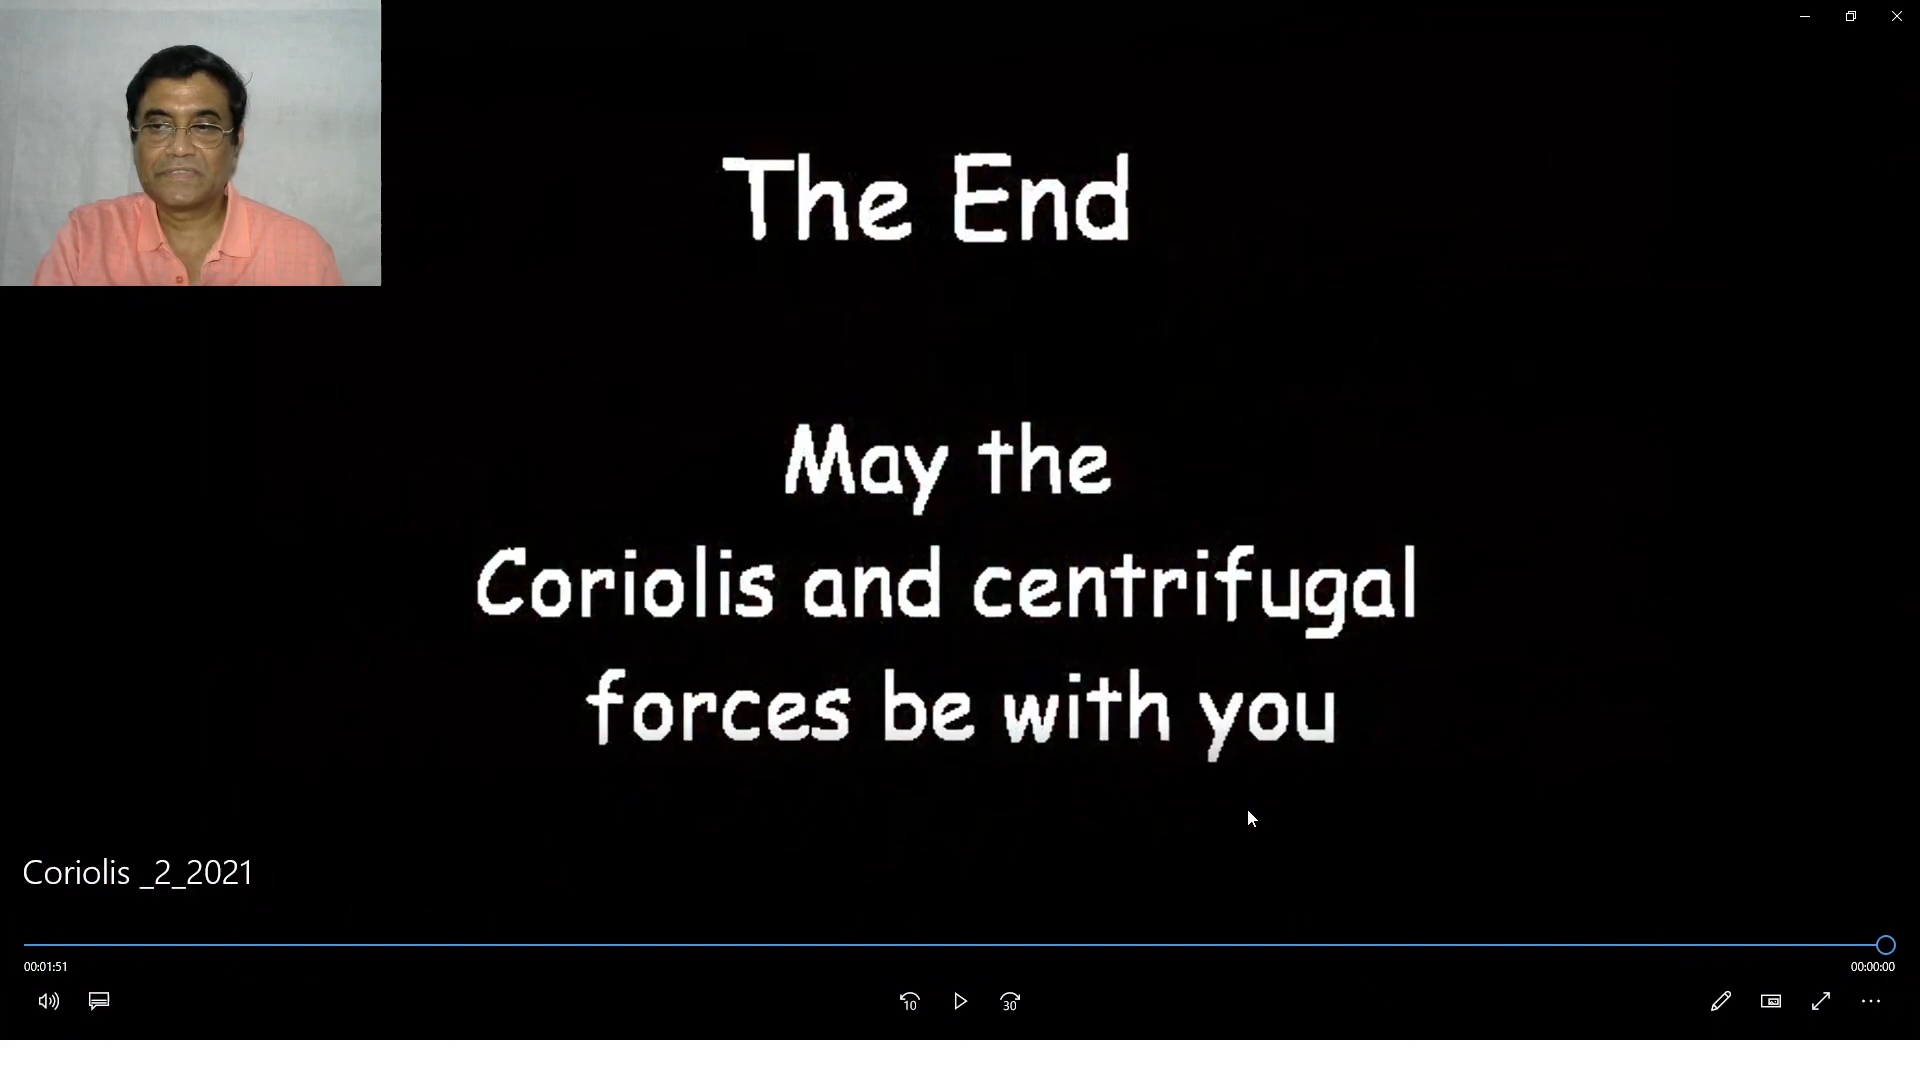 The End
May the
Coriolis and centrifugal
forces be with you
Coriolis _2_2021
00:01:51
00:00:00
10
30